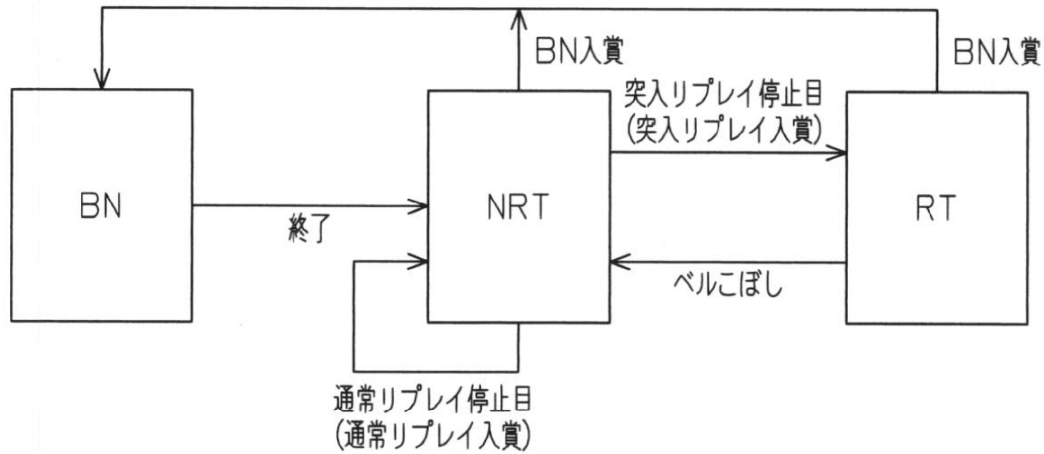 BN入賞
BN入賞
突入リプレイ停止目
(突入リプレイ入賞)
BN
NRT
RT
終了
ベルこぼし
通常リプレイ停止目
(通常リプレイ入賞)